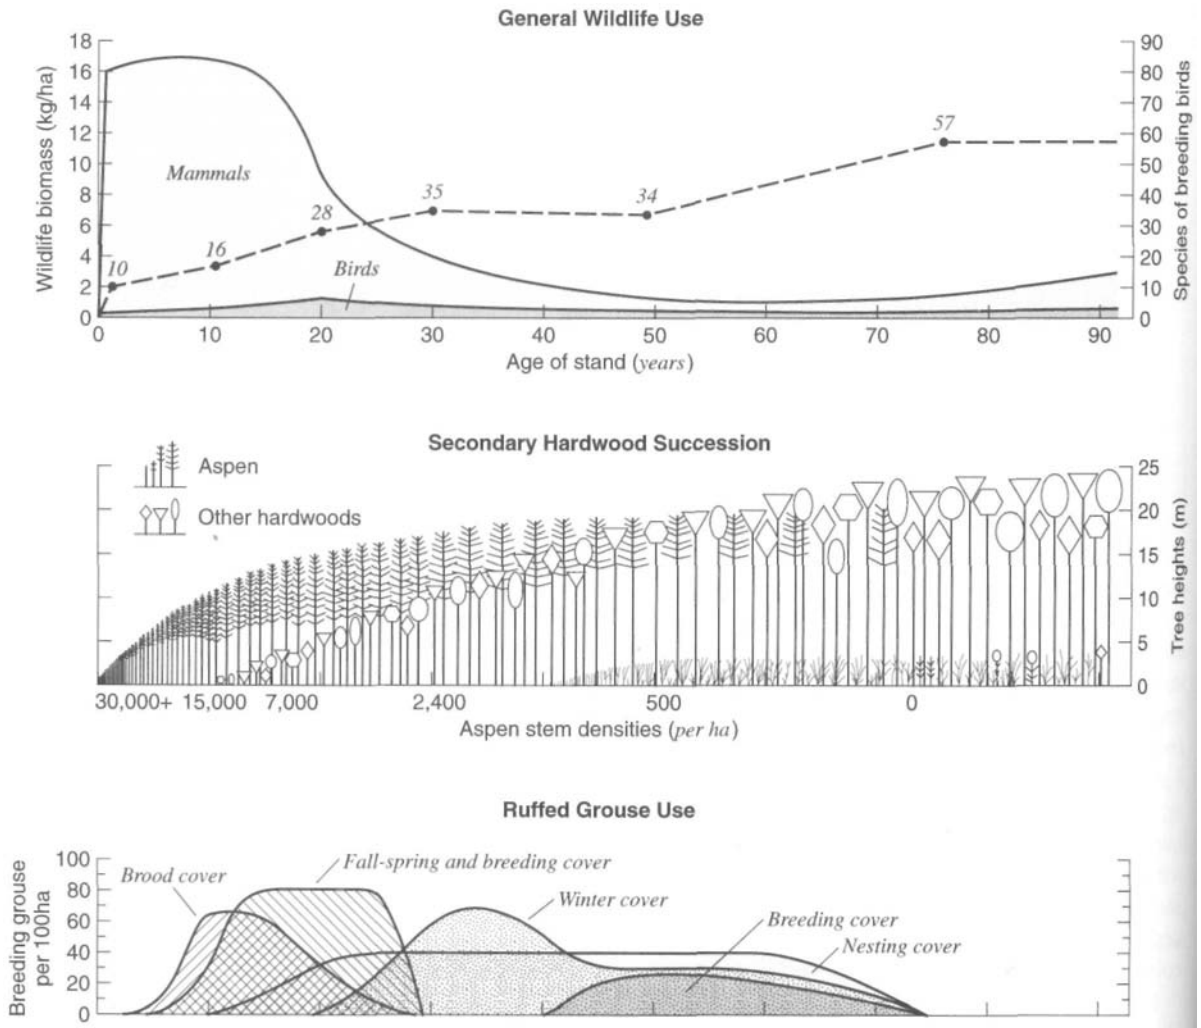 General Wildlife Use
18
16
14
12
10
8
6
4
2
0
Wildlife biomass (kg/ha)
90
80
70
60
50
40
30
20
10
0
Species of breeding birds
Mammals
Birds
10
16
28
35
34
57
0 10 20 30 40 50 60 70 80 90
Age of stand (years)
Secondary Hardwood Succession
Aspen
Other hardwoods
25
20
15
10
5
0
Tree heights (m)
30,000+ 15,000 7,000 2,400 500 0
Aspen stem densities (per ha)
Ruffed Grouse Use
100
80
60
40
20
0
Breeding grouse
per 100ha
Brood cover
Fall-spring and breeding cover
Winter cover
Breeding cover
Nesting cover